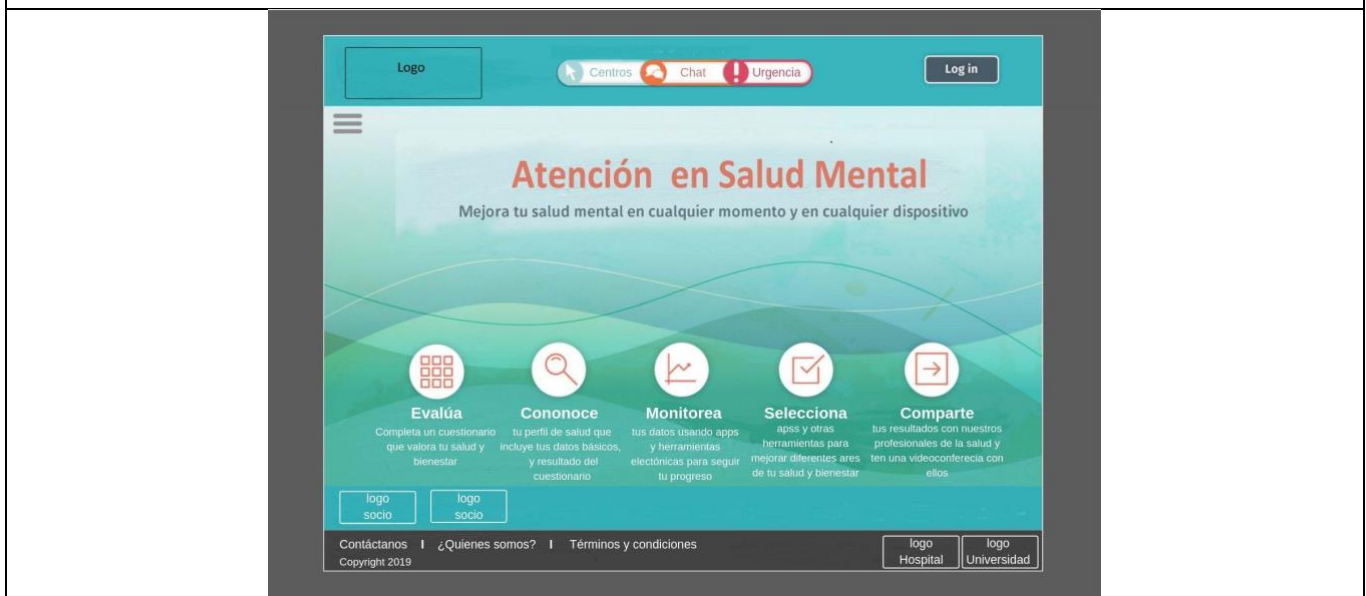 Logo
Centros
Chat
Urgencia
Log in
Atención en Salud Mental
Mejora tu salud mental en cualquier momento y en cualquier dispositivo
Evalúa
Completa un cuestionario
que valora tu salud y
bienestar
Cononoce
tu perfil de salud que
incluye tus datos básicos,
y resultado del
cuestionario
Monitorea
tus datos usando apps
y herramientas
electónicas para seguir
tu progreso
Selecciona
apss y otras
herramientas para
mejorar diferentes ares
de tu salud y bienestar
Comparte
tus resultados con nuestros
profesionales de la salud y
ten una videoconferecia con
ellos
logo
socio
logo
socio
Contáctanos I ¿Quienes somos? I Términos y condiciones
Copyright 2019
logo
Hospital
logo
Universidad